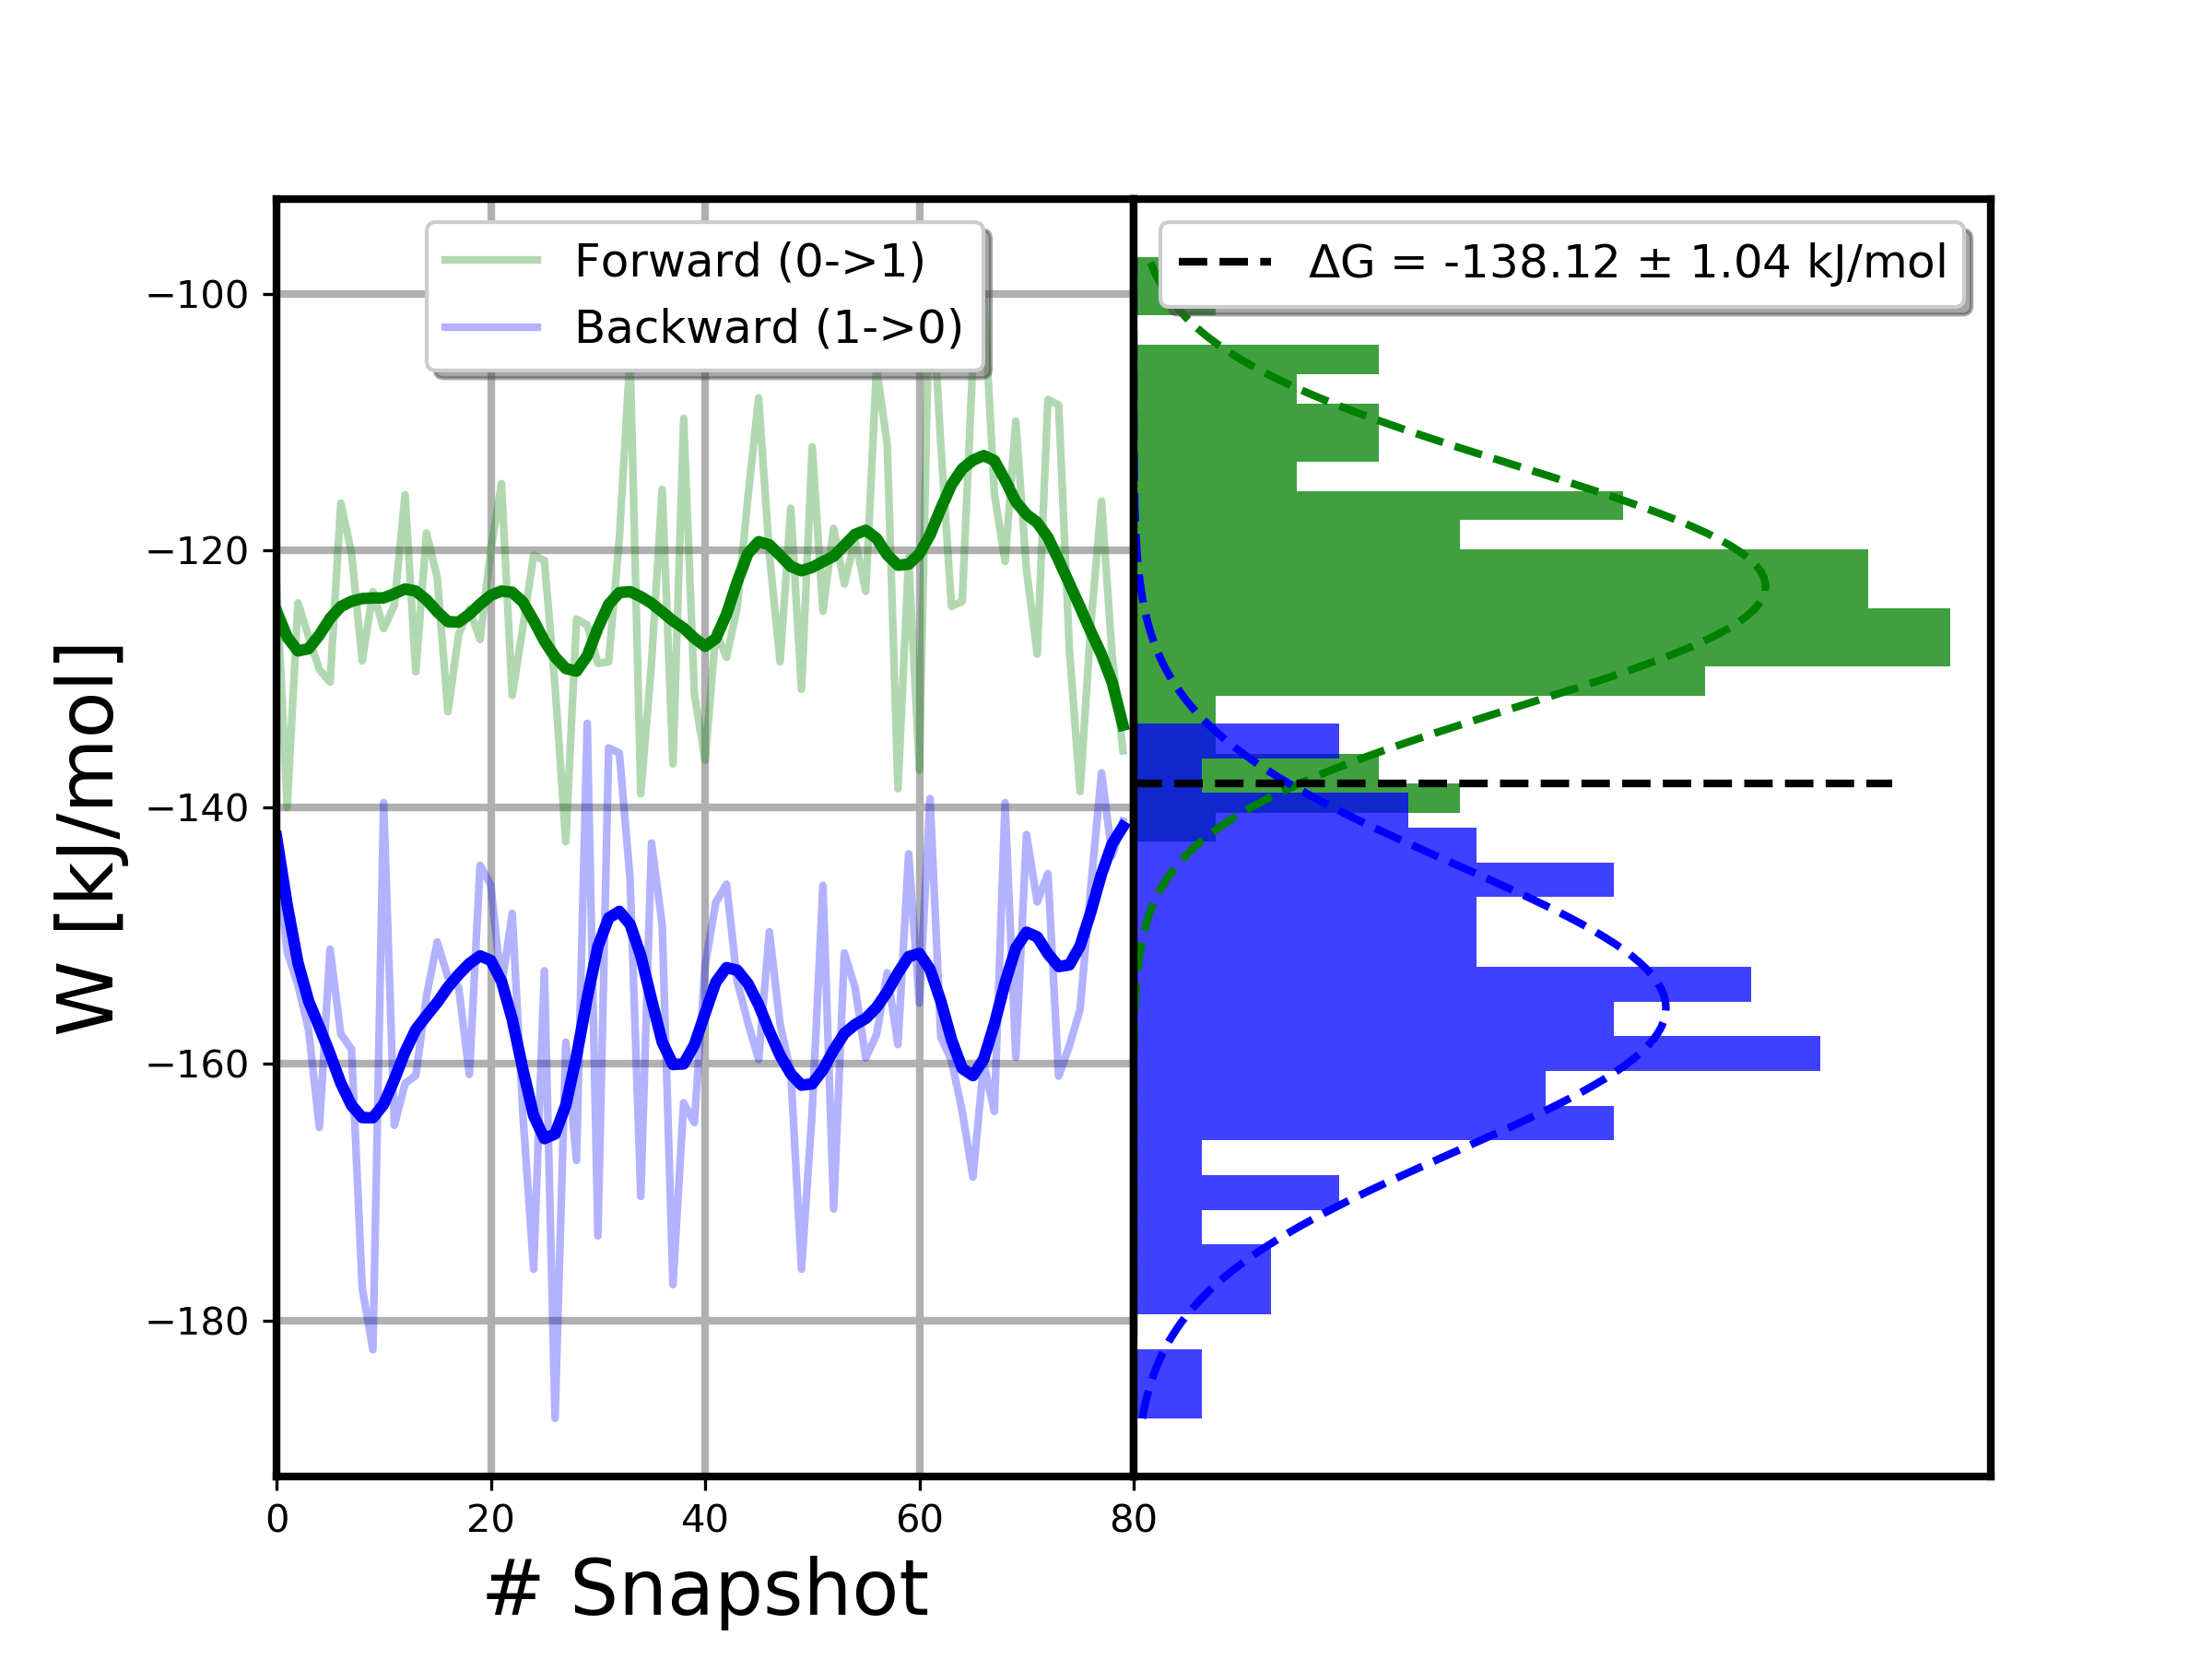 Forward (0->1)
Backward (1->0)
ΔG = -138.12 ± 1.04 kJ/mol
W [kJ/mol]
−100
−120
−140
−160
−180
0 20 40 60 80
# Snapshot